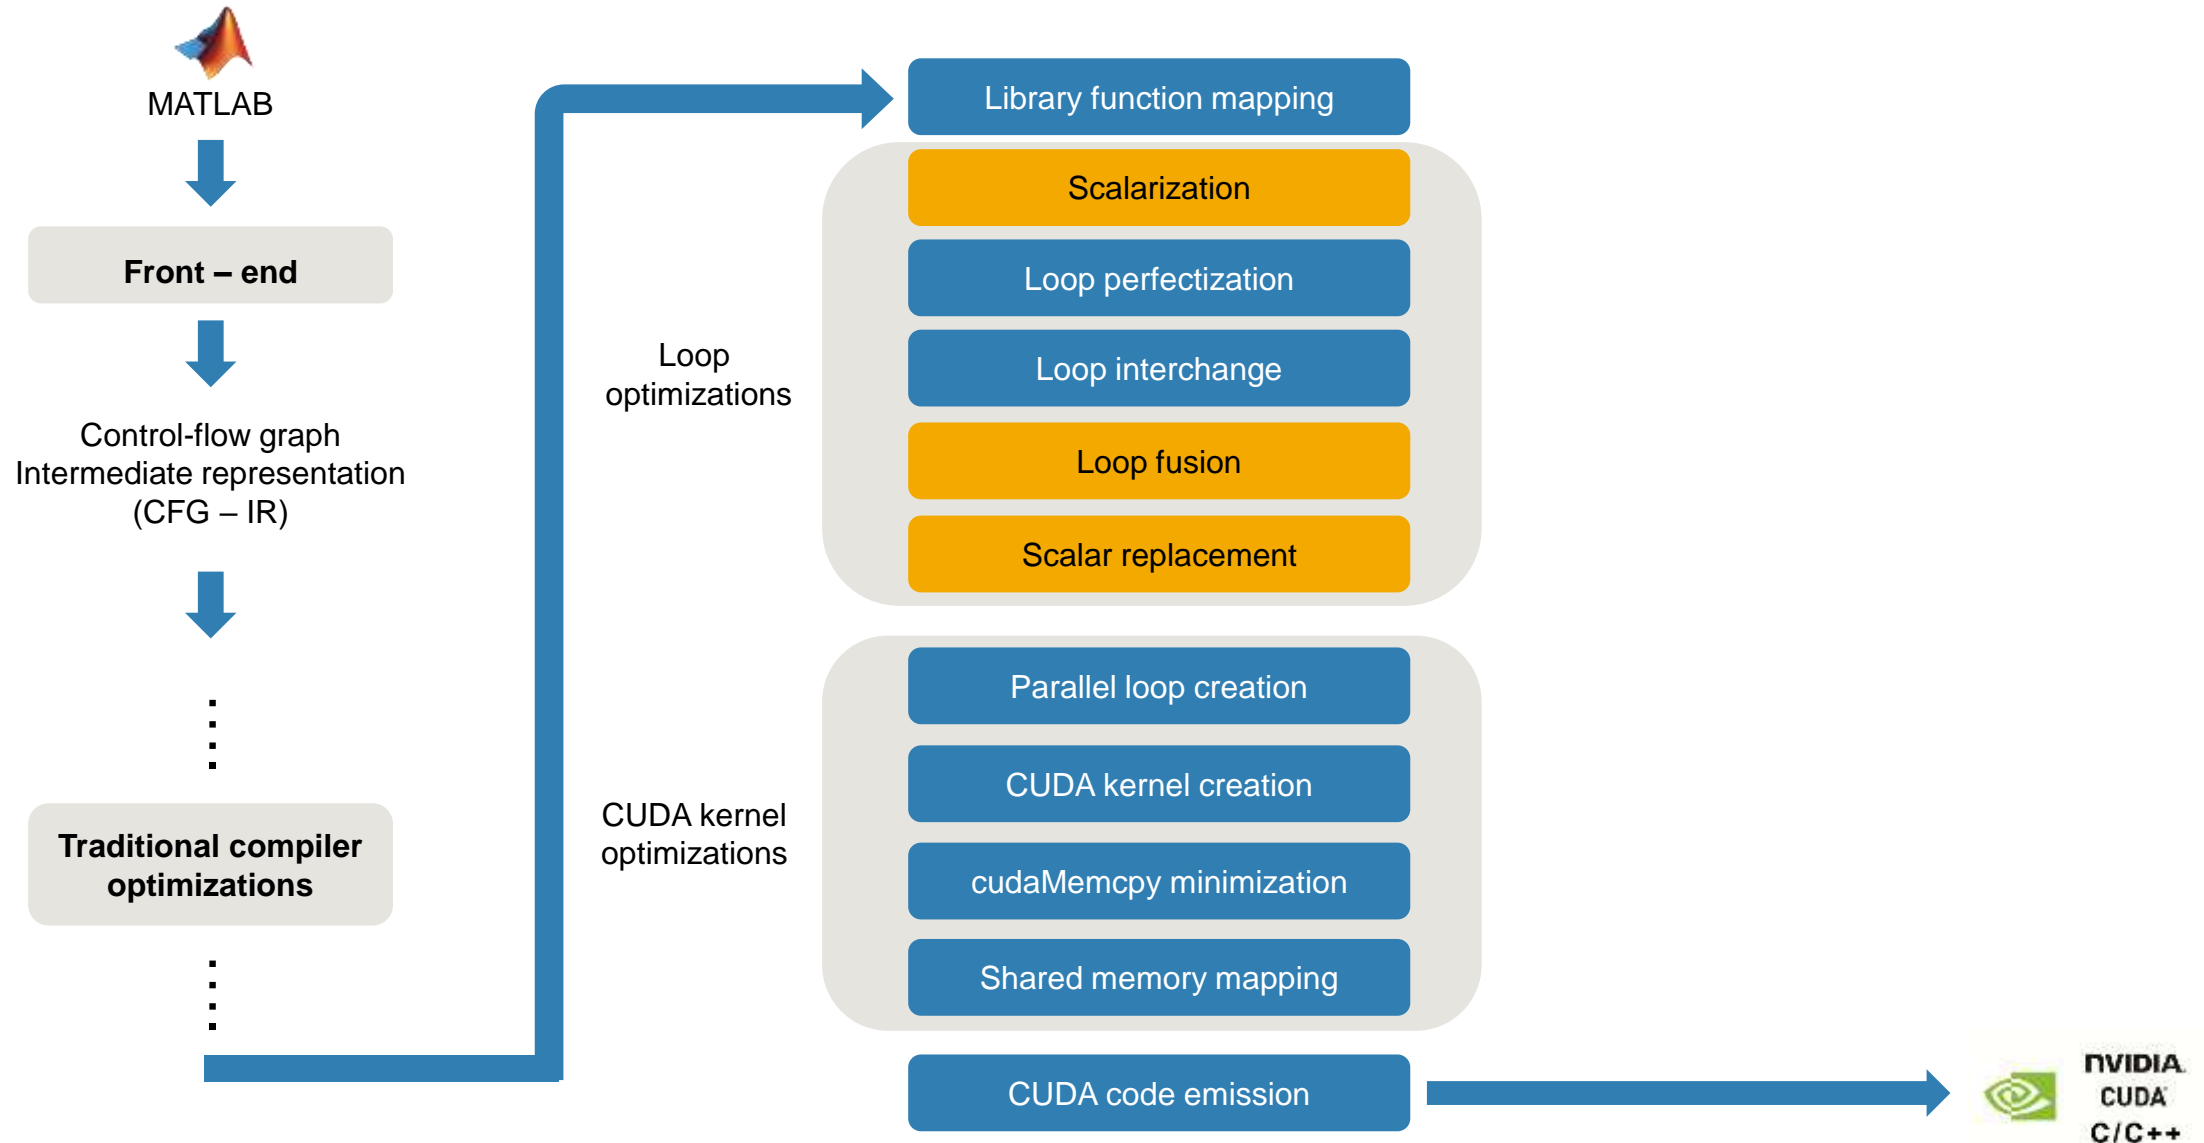 MATLAB
Front – end
Control-flow graph
Intermediate representation
(CFG – IR)
Traditional compiler
optimizations
Library function mapping
Loop
optimizations
Scalarization
Loop perfectization
Loop interchange
Loop fusion
Scalar replacement
CUDA kernel
optimizations
Parallel loop creation
CUDA kernel creation
cudaMemcpy minimization
Shared memory mapping
CUDA code emission
NVIDIA.
CUDA
C/C++